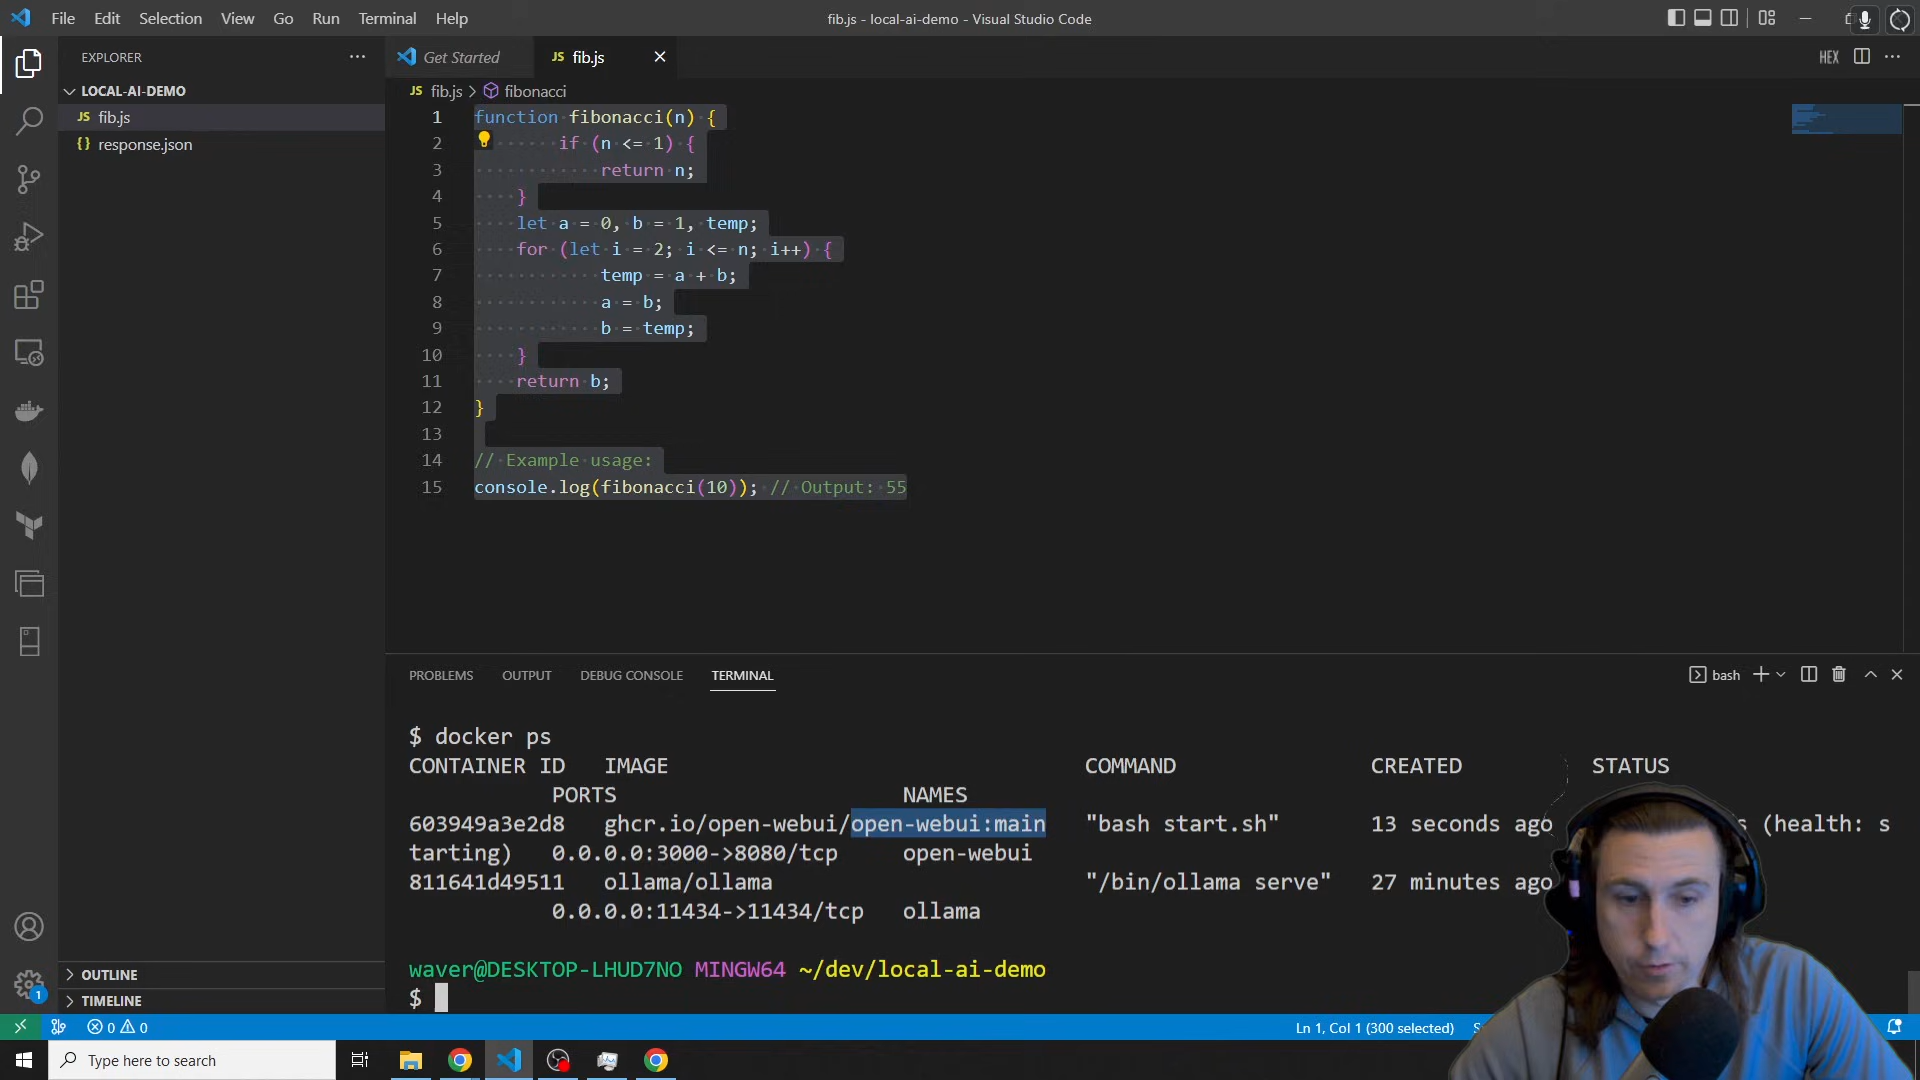 File Edit Selection View Go Run Terminal Help
fib.js - local-ai-demo - Visual Studio Code
EXPLORER
LOCAL-AI-DEMO
JS fib.js
{} response.json
OUTLINE
TIMELINE
Get Started
JS fib.js
HEX
JS fib.js > fibonacci
1 function fibonacci(n) {
2 if (n <= 1) {
3 return n;
4 }
5 let a = 0, b = 1, temp;
6 for (let i = 2; i <= n; i++) {
7 temp = a + b;
8 a = b;
9 b = temp;
10 }
11 return b;
12 }
13
14 // Example usage:
15 console.log(fibonacci(10)); // Output: 55
PROBLEMS OUTPUT DEBUG CONSOLE TERMINAL
bash
$ docker ps
CONTAINER ID IMAGE COMMAND CREATED STATUS
PORTS NAMES
603949a3e2d8 ghcr.io/open-webui/open-webui:main "bash start.sh" 13 seconds ago s (health: s
tarting) 0.0.0.0:3000->8080/tcp open-webui
811641d49511 ollama/ollama "/bin/ollama serve" 27 minutes ago
0.0.0.0:11434->11434/tcp ollama
waver@DESKTOP-LHUD7NO MINGW64 ~/dev/local-ai-demo
$
1
0 0
Ln 1, Col 1 (300 selected)
Type here to search